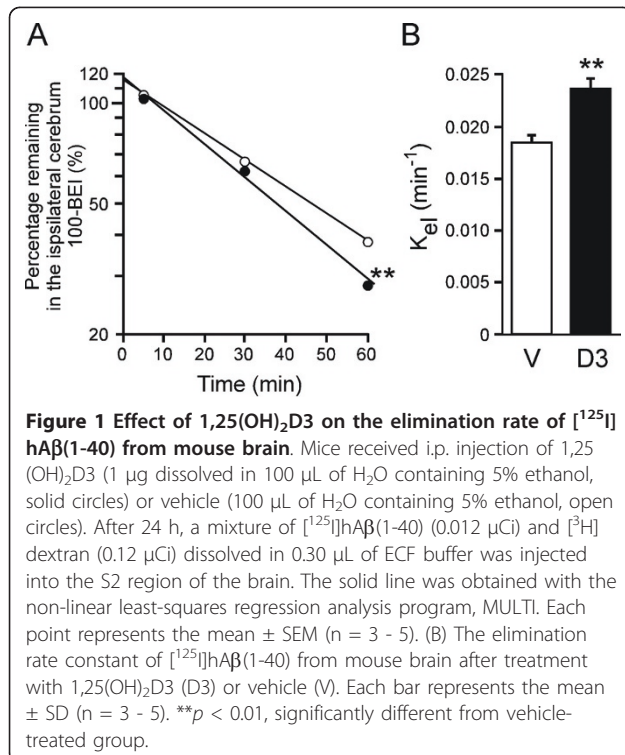 A
B
Percentage remaining
in the ispsilateral cerebrum
100-BEI (%)
120
100
50
20
0 10 20 30 40 50 60
Time (min)
**
Kel (min⁻¹)
0.025
0.020
0.015
0.010
0.005
0
**
V D3
Figure 1 Effect of 1,25(OH)₂D3 on the elimination rate of [¹²⁵I]
hAβ(1-40) from mouse brain. Mice received i.p. injection of 1,25
(OH)₂D3 (1 μg dissolved in 100 μL of H₂O containing 5% ethanol,
solid circles) or vehicle (100 μL of H₂O containing 5% ethanol, open
circles). After 24 h, a mixture of [¹²⁵I]hAβ(1-40) (0.012 μCi) and [³H]
dextran (0.12 μCi) dissolved in 0.30 μL of ECF buffer was injected
into the S2 region of the brain. The solid line was obtained with the
non-linear least-squares regression analysis program, MULTI. Each
point represents the mean ± SEM (n = 3 - 5). (B) The elimination
rate constant of [¹²⁵I]hAβ(1-40) from mouse brain after treatment
with 1,25(OH)₂D3 (D3) or vehicle (V). Each bar represents the mean
± SD (n = 3 - 5). **p < 0.01, significantly different from vehicle-
treated group.